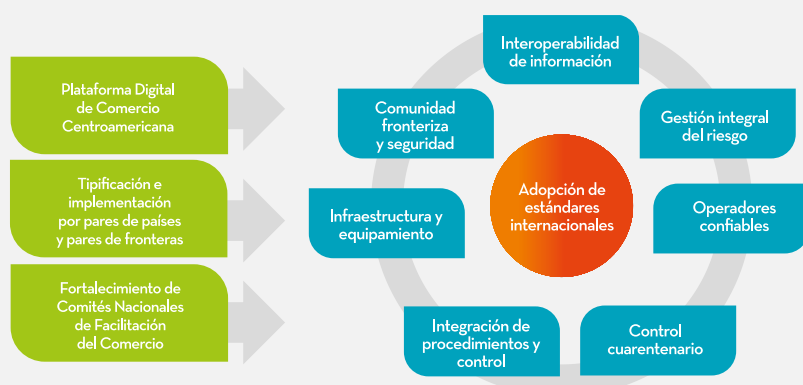 Plataforma Digital
de Comercio
Centroamericana
Tipificación e
implementación
por pares de países
y pares de fronteras
Fortalecimiento de
Comités Nacionales
de Facilitación
del Comercio
Interoperabilidad
de información
Gestión integral
del riesgo
Operadores
confiables
Control
cuarentenario
Integración de
procedimientos y
control
Infraestructura y
equipamiento
Comunidad
fronteriza
y seguridad
Adopción de
estándares
internacionales